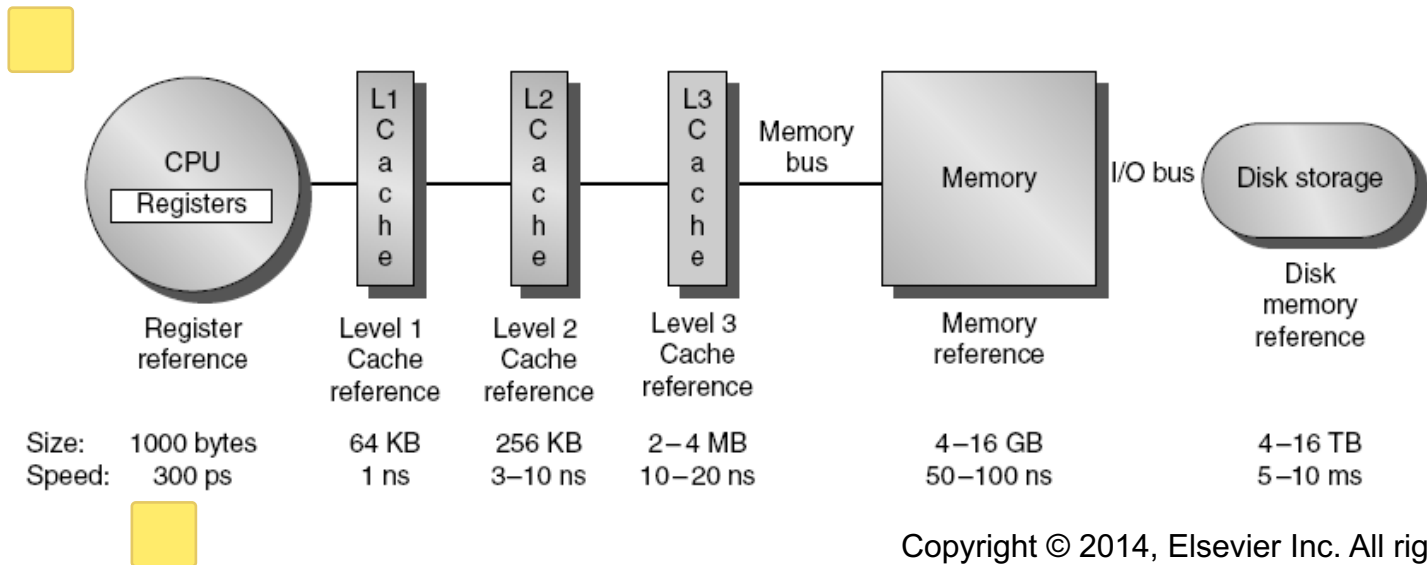 CPU
Registers
L1
C
a
c
h
e
L2
C
a
c
h
e
L3
C
a
c
h
e
Memory
bus
Memory
I/O bus
Disk storage
Register
reference
Level 1
Cache
reference
Level 2
Cache
reference
Level 3
Cache
reference
Memory
reference
Disk
memory
reference
Size: 1000 bytes 64 KB 256 KB 2–4 MB 4–16 GB 4–16 TB
Speed: 300 ps 1 ns 3–10 ns 10–20 ns 50–100 ns 5–10 ms
Copyright © 2014, Elsevier Inc. All rig